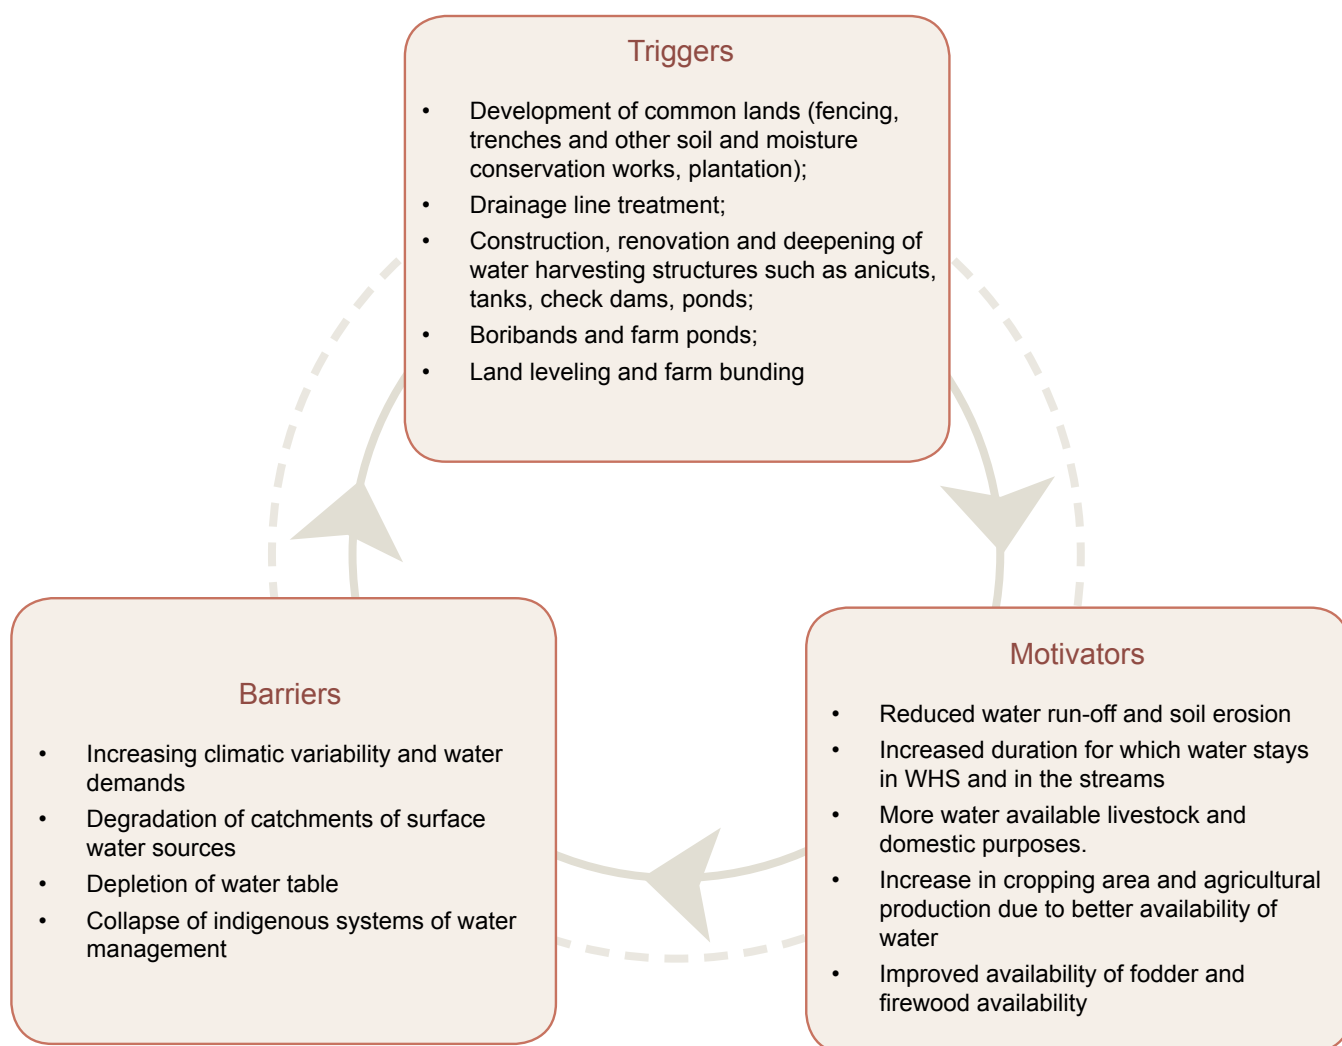 Triggers
• Development of common lands (fencing,
trenches and other soil and moisture
conservation works, plantation);
• Drainage line treatment;
• Construction, renovation and deepening of
water harvesting structures such as anicuts,
tanks, check dams, ponds;
• Boribands and farm ponds;
• Land leveling and farm bunding
Barriers
• Increasing climatic variability and water
demands
• Degradation of catchments of surface
water sources
• Depletion of water table
• Collapse of indigenous systems of water
management
Motivators
• Reduced water run-off and soil erosion
• Increased duration for which water stays
in WHS and in the streams
• More water available livestock and
domestic purposes.
• Increase in cropping area and agricultural
production due to better availability of
water
• Improved availability of fodder and
firewood availability